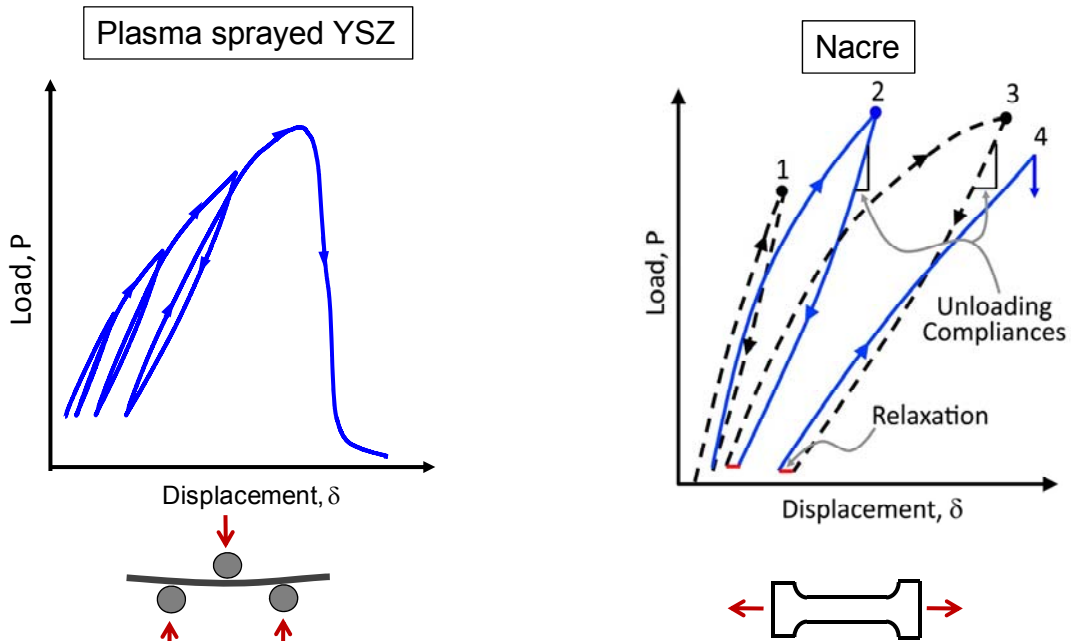 Plasma sprayed YSZ
Load, P
Displacement, δ
Nacre
1
2
3
4
Load, P
Unloading
Compliances
Relaxation
Displacement, δ